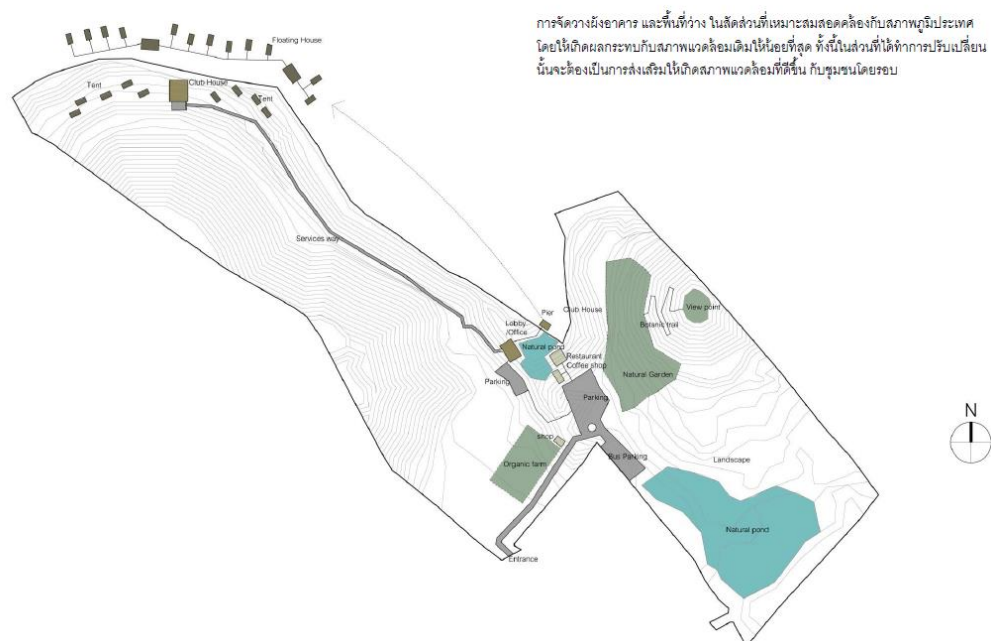 การจัดวางผังอาคาร และพื้นที่ว่าง ในสัดส่วนที่เหมาะสมสอดคล้องกับสภาพภูมิประเทศ
โดยให้เกิดผลกระทบกับสภาพแวดล้อมเดิมให้น้อยที่สุด ทั้งนี้ในส่วนที่ได้ทำการปรับเปลี่ยน
นั้นจะต้องเป็นการส่งเสริมให้เกิดสภาพแวดล้อมที่ดีขึ้น กับชุมชนโดยรอบ
Floating House
Tent
Club House
Tent
Services way
Pier
Club House
View point
Lobby
/Office
Natural pond
Botanic trail
Restaurant
Coffee shop
Natural Garden
Parking
Parking
N
shop
Bus Parking
Landscape
Organic farm
Natural pond
Entrance